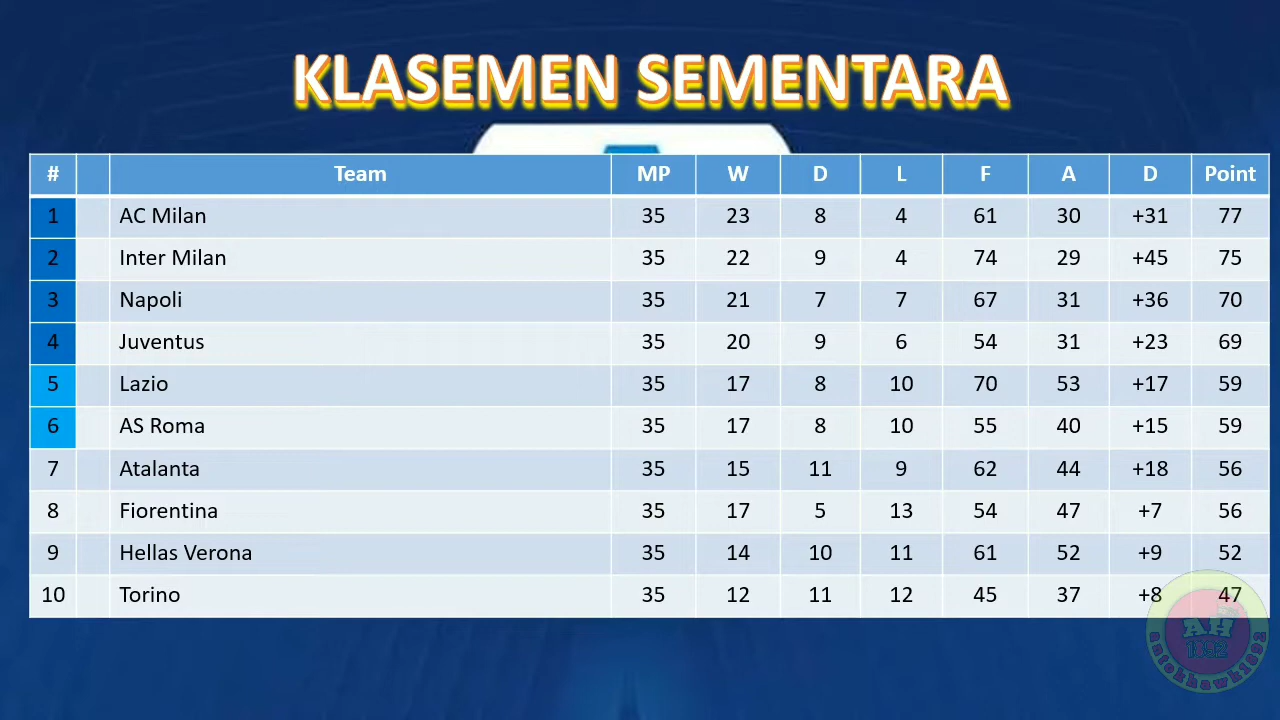 KLASEMEN SEMENTARA
# Team MP W D L F A D Point
1 AC Milan 35 23 8 4 61 30 +31 77
2 Inter Milan 35 22 9 4 74 29 +45 75
3 Napoli 35 21 7 7 67 31 +36 70
4 Juventus 35 20 9 6 54 31 +23 69
5 Lazio 35 17 8 10 70 53 +17 59
6 AS Roma 35 17 8 10 55 40 +15 59
7 Atalanta 35 15 11 9 62 44 +18 56
8 Fiorentina 35 17 5 13 54 47 +7 56
9 Hellas Verona 35 14 10 11 61 52 +9 52
10 Torino 35 12 11 12 45 37 +8 47
AH
1092
antokhawk1092